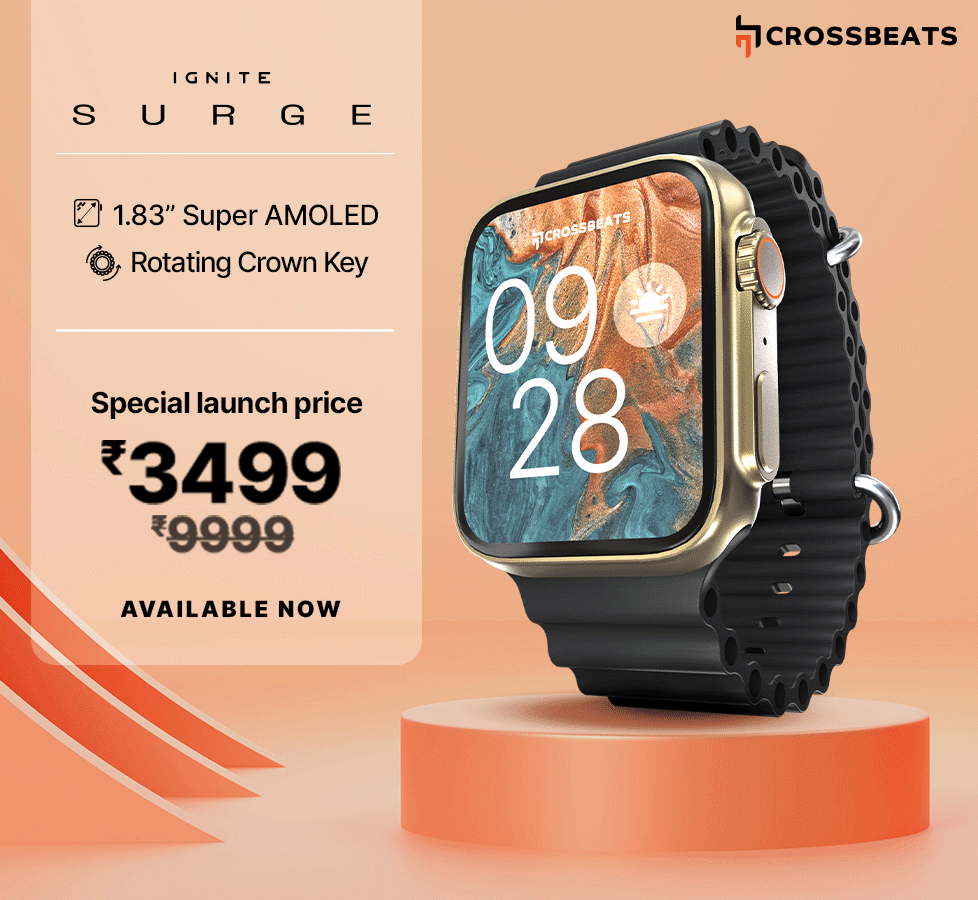 CROSSBEATS
IGNITE
SURGE
1.83” Super AMOLED
Rotating Crown Key
Special launch price
₹3499
₹9999
AVAILABLE NOW
CROSSBEATS
09
28